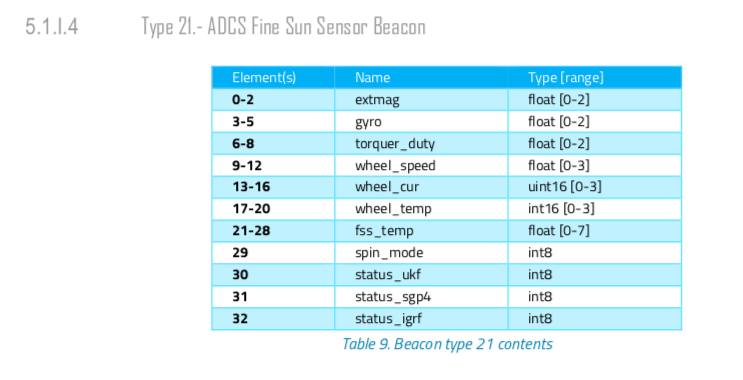 5.1.I.4 Type 21.- ADCS Fine Sun Sensor Beacon
Element(s) Name Type [range]
0-2 extmag float [0-2]
3-5 gyro float [0-2]
6-8 torquer_duty float [0-2]
9-12 wheel_speed float [0-3]
13-16 wheel_cur uint16 [0-3]
17-20 wheel_temp int16 [0-3]
21-28 fss_temp float [0-7]
29 spin_mode int8
30 status_ukf int8
31 status_sgp4 int8
32 status_igrf int8
Table 9. Beacon type 21 contents